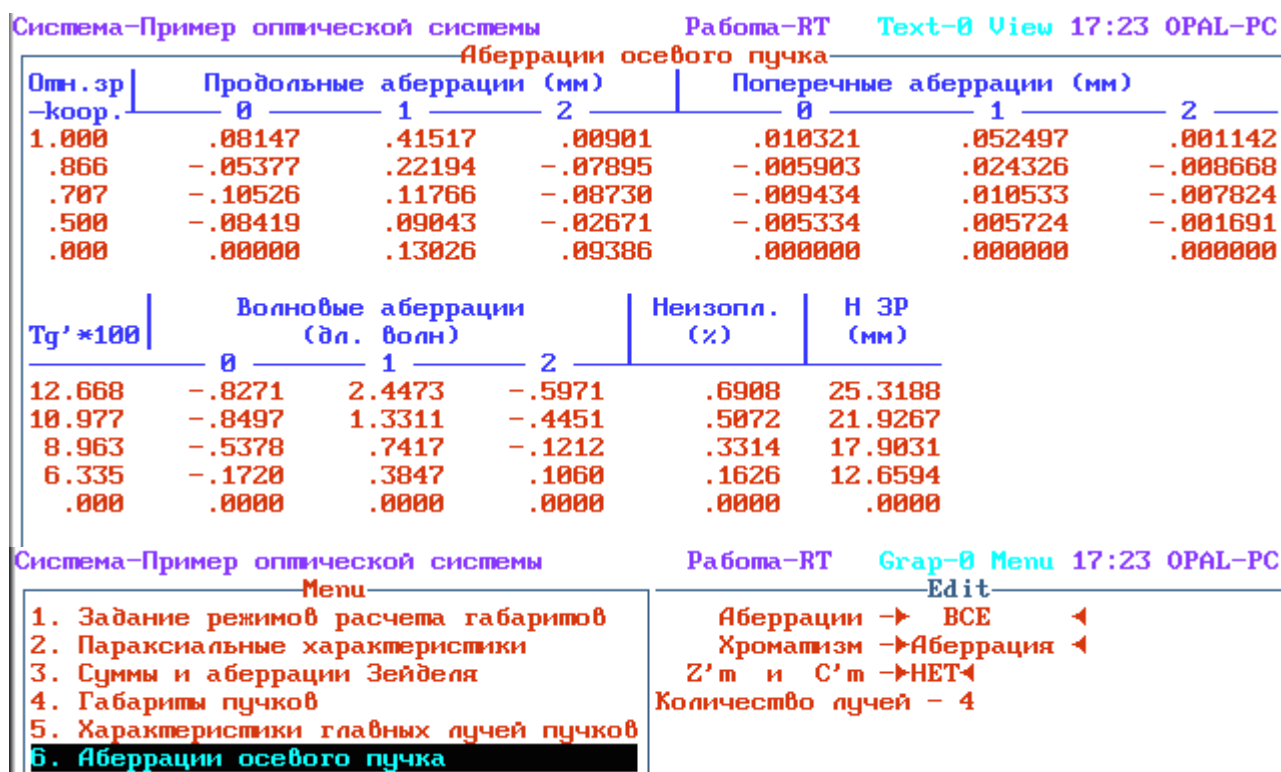 Система-Пример оптической системы Работа-RT Text-0 View 17:23 OPAL-PC
Аберрации осевого пучка
Отн.зр Продольные аберрации (мм) Поперечные аберрации (мм)
-коор. 0 1 2 0 1 2
1.000 .08147 .41517 .00901 .010321 .052497 .001142
.866 -.05377 .22194 -.07895 -.005903 .024326 -.008668
.707 -.10526 .11766 -.08730 -.009434 .010533 -.007824
.500 -.08419 .09043 -.02671 -.005334 .005724 -.001691
.000 .00000 .13026 .09386 .000000 .000000 .000000
Волновые аберрации Неизопл. Н ЗР
Tg'*100 (дл. волн) (%) (мм)
0 1 2
12.668 -.8271 2.4473 -.5971 .6908 25.3188
10.977 -.8497 1.3311 -.4451 .5072 21.9267
8.963 -.5378 .7417 -.1212 .3314 17.9031
6.335 -.1720 .3847 .1060 .1626 12.6594
.000 .0000 .0000 .0000 .0000 .0000
Система-Пример оптической системы Работа-RT Grap-0 Menu 17:23 OPAL-PC
Menu Edit
1. Задание режимов расчета габаритов Аберрации -► ВСЕ ◄
2. Параксиальные характеристики Хроматизм -►Аберрация ◄
3. Суммы и аберрации Зейделя Z'm и C'm -►НЕТ◄
4. Габариты пучков Количество лучей - 4
5. Характеристики главных лучей пучков
6. Аберрации осевого пучка